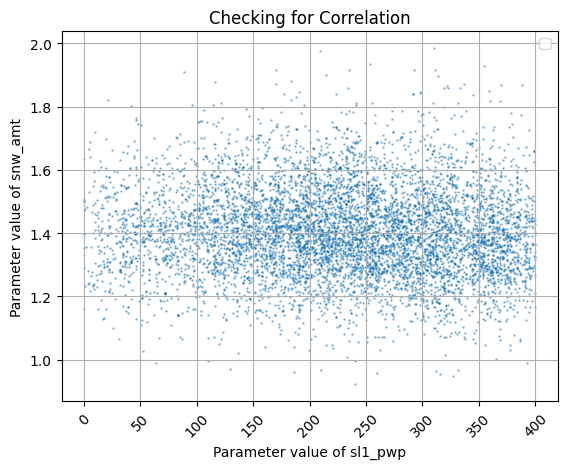 Checking for Correlation
Parameter value of snw_amt
2.0
1.8
1.6
1.4
1.2
1.0
0 50 100 150 200 250 300 350 400
Parameter value of sl1_pwp